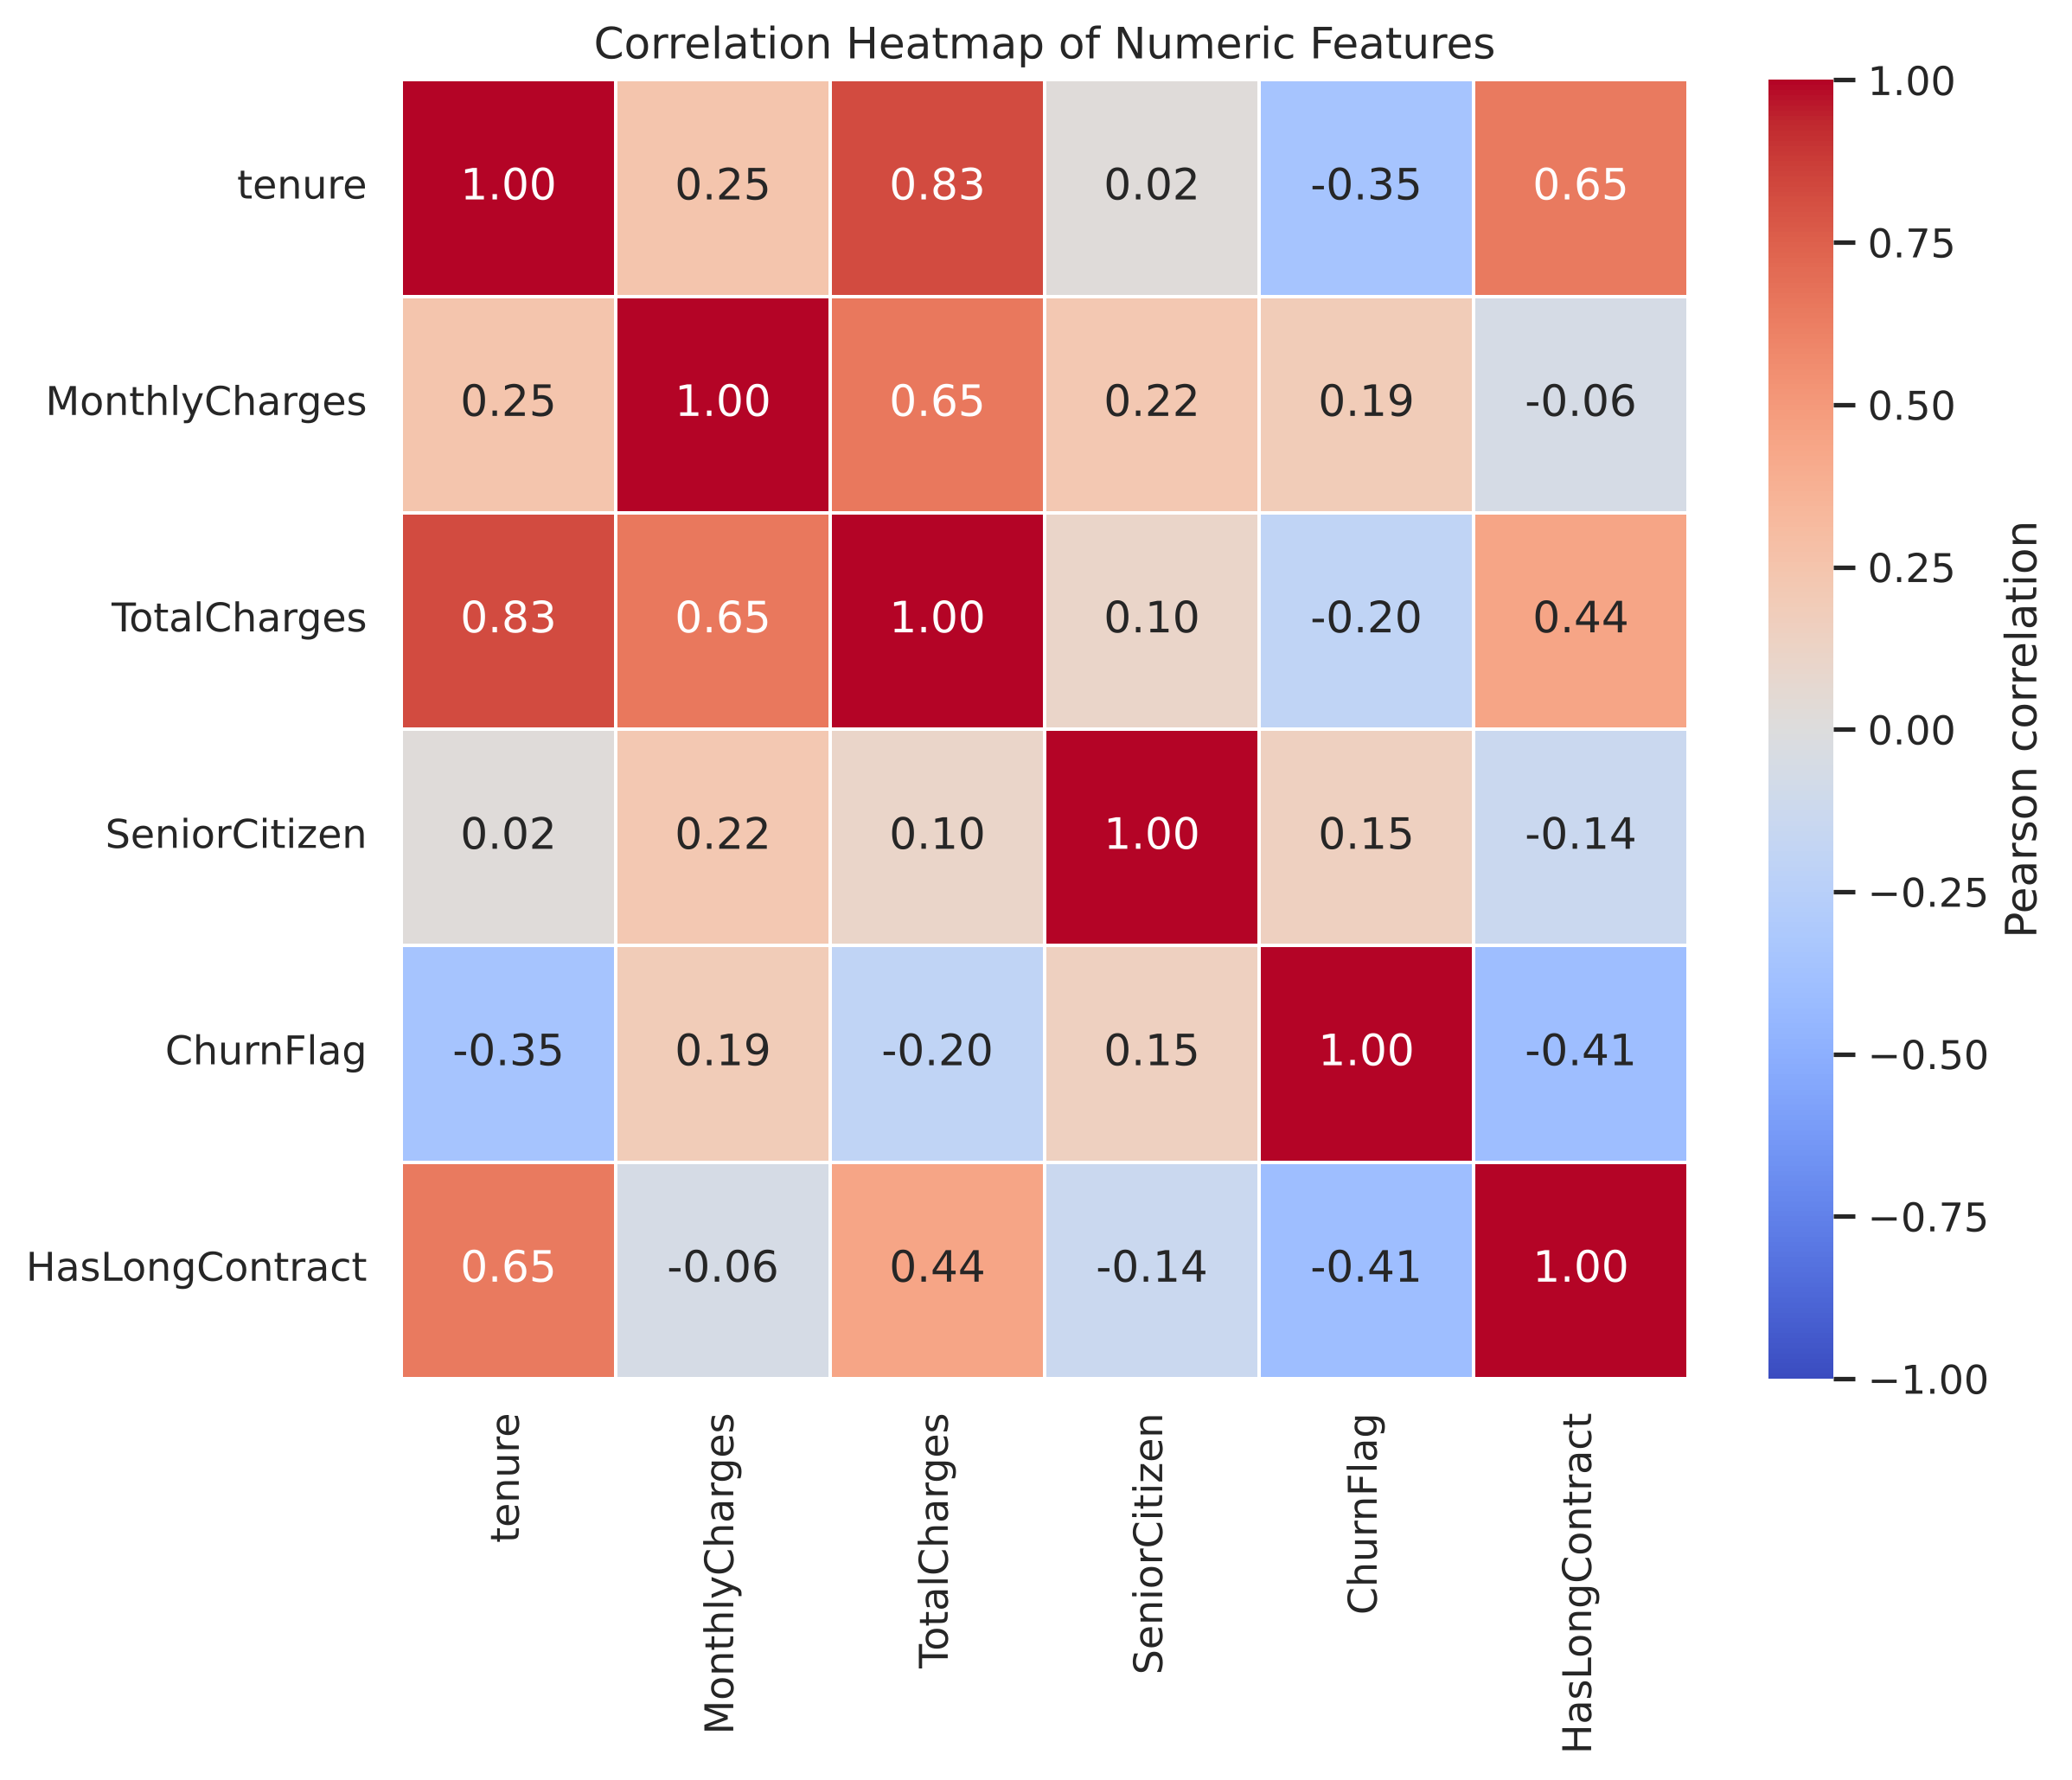 Correlation Heatmap of Numeric Features
tenure 1.00 0.25 0.83 0.02 -0.35 0.65
MonthlyCharges 0.25 1.00 0.65 0.22 0.19 -0.06
TotalCharges 0.83 0.65 1.00 0.10 -0.20 0.44
SeniorCitizen 0.02 0.22 0.10 1.00 0.15 -0.14
ChurnFlag -0.35 0.19 -0.20 0.15 1.00 -0.41
HasLongContract 0.65 -0.06 0.44 -0.14 -0.41 1.00
tenure
MonthlyCharges
TotalCharges
SeniorCitizen
ChurnFlag
HasLongContract
1.00
0.75
0.50
0.25
0.00
−0.25
−0.50
−0.75
−1.00
Pearson correlation